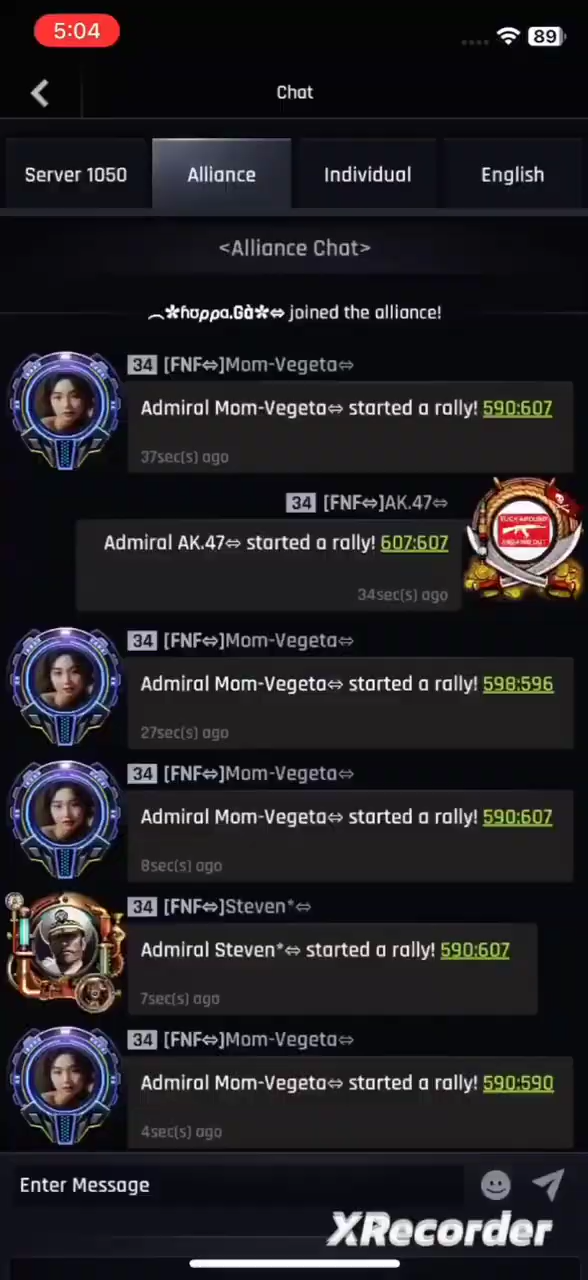 5:04
89
Chat
Server 1050
Alliance
Individual
English
<Alliance Chat>
︵✲ɦʊρρɑ.Gà✲⇔ joined the alliance!
34 [FNF⇔]Mom-Vegeta⇔
Admiral Mom-Vegeta⇔ started a rally! 590:607
37sec(s) ago
34 [FNF⇔]AK.47⇔
Admiral AK.47⇔ started a rally! 607:607
34sec(s) ago
34 [FNF⇔]Mom-Vegeta⇔
Admiral Mom-Vegeta⇔ started a rally! 598:596
27sec(s) ago
34 [FNF⇔]Mom-Vegeta⇔
Admiral Mom-Vegeta⇔ started a rally! 590:607
8sec(s) ago
34 [FNF⇔]Steven*⇔
Admiral Steven*⇔ started a rally! 590:607
7sec(s) ago
34 [FNF⇔]Mom-Vegeta⇔
Admiral Mom-Vegeta⇔ started a rally! 590:590
4sec(s) ago
Enter Message
XRecorder